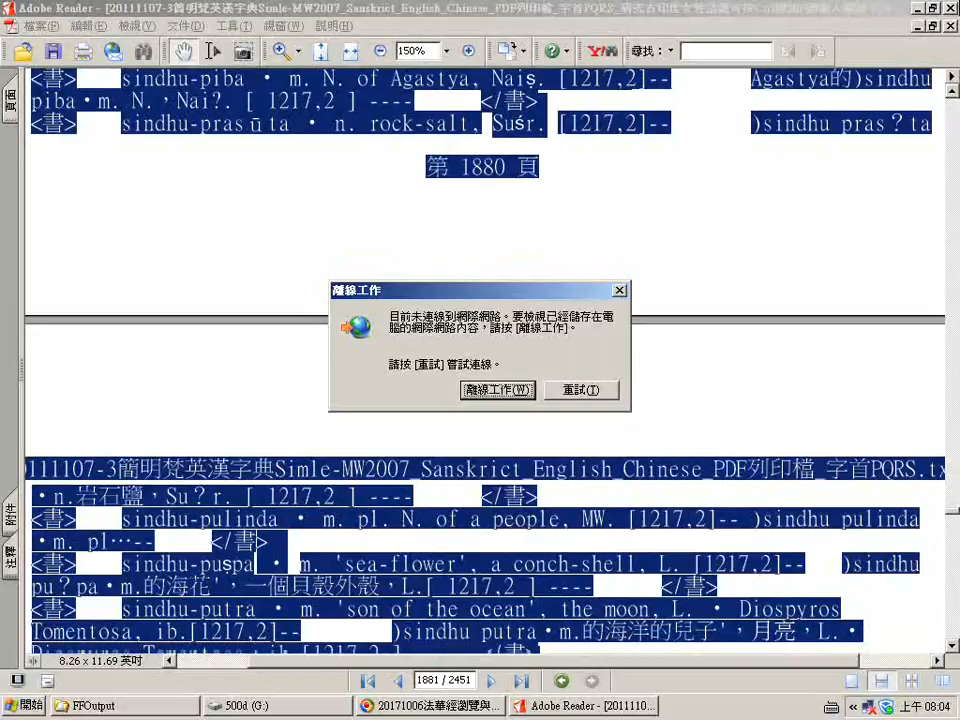 Adobe Reader - [20111107-3簡明梵英漢字典Simle-MW2007_Sanskrict_English_Chinese_PDF列印檔_字首PQRS_
檔案(F) 編輯(E) 檢視(V) 文件(D) 工具(T) 視窗(W) 說明(H)
150% 尋找:
頁面
<書> sindhu-piba · m. N. of Agastya, Naiṣ. [1217,2]-- Agastya的)sindhu
piba·m. N.,Nai?. [ 1217,2 ] ---- </書>
<書> sindhu-prasūta · n. rock-salt, Suśr. [1217,2]-- )sindhu pras?ta
第 1880 頁
離線工作
目前未連線到網際網路。要檢視已經儲存在電
腦的網際網路內容，請按 [離線工作]。
請按 [重試] 嘗試連線。
離線工作(W) 重試(T)
0111107-3簡明梵英漢字典Simle-MW2007_Sanskrict_English_Chinese_PDF列印檔_字首PQRS.tx
·n.岩石鹽，Su?r. [ 1217,2 ] ---- </書>
附件
<書> sindhu-pulinda · m. pl. N. of a people, MW. [1217,2]-- )sindhu pulinda
·m. pl…-- </書>
注釋
<書> sindhu-puṣpa · m. 'sea-flower', a conch-shell, L. [1217,2]-- )sindhu
pu?pa·m.的海花'，一個貝殼外殼，L.[ 1217,2 ] ---- </書>
<書> sindhu-putra · m. 'son of the ocean', the moon, L. · Diospyros
Tomentosa, ib.[1217,2]-- )sindhu putra·m.的海洋的兒子'，月亮，L.·
Diospyros Tomentosa，ib.[ 1217,2 ] ---- </書>
8.26 x 11.69 英吋
1881 / 2451
開始 FFOutput 500d (G:) 20171006法華經瀏覽與... Adobe Reader - [2011110... 上午 08:04